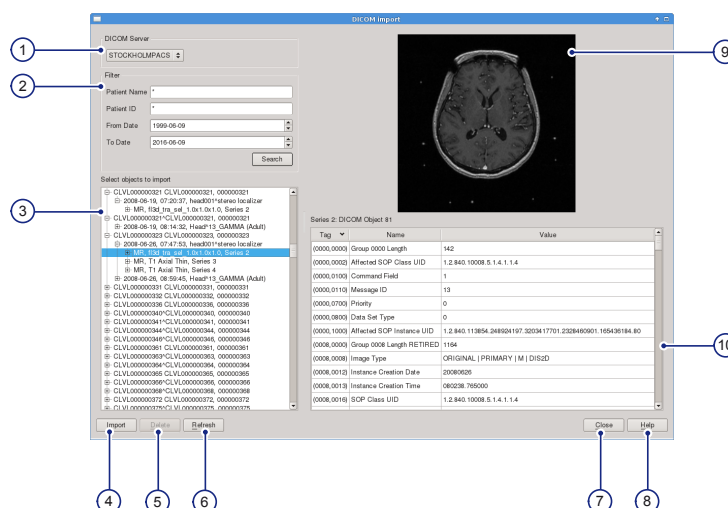 DICOM Import
DICOM Server
1
STOCKHOLMPACS
9
Filter
2
Patient Name *
Patient ID *
From Date 1999-06-09
To Date 2016-06-09
Search
Select objects to import
CLVL000000321 CLVL000000321, 000000321
2008-06-19, 07:20:37, head001^stereo localizer
MR, fl3d_tra_sel_1.0x1.0x1.0, Series 2
3
CLVL000000321^CLVL000000321, 000000321
2008-06-19, 08:14:32, Head^13_GAMMA (Adult)
CLVL000000323 CLVL000000323, 000000323
2008-06-26, 07:47:53, head001^stereo localizer
MR, fl3d_tra_sel_1.0x1.0x1.0, Series 2
MR, T1 Axial Thin, Series 3
MR, T1 Axial Thin, Series 4
2008-06-26, 08:59:45, Head^13_GAMMA (Adult)
CLVL000000331 CLVL000000331, 000000331
CLVL000000332 CLVL000000332, 000000332
CLVL000000336 CLVL000000336, 000000336
CLVL000000340^CLVL000000340, 000000340
CLVL000000341^CLVL000000341, 000000341
CLVL000000344^CLVL000000344, 000000344
CLVL000000346^CLVL000000346, 000000346
CLVL000000361 CLVL000000361, 000000361
CLVL000000363^CLVL000000363, 000000363
CLVL000000364^CLVL000000364, 000000364
CLVL000000365 CLVL000000365, 000000365
CLVL000000366^CLVL000000366, 000000366
CLVL000000368^CLVL000000368, 000000368
CLVL000000372 CLVL000000372, 000000372
CLVL000000375^CLVL000000375, 000000375
Series 2: DICOM Object 81
Tag Name Value
(0000,0000) Group 0000 Length 142
(0000,0002) Affected SOP Class UID 1.2.840.10008.5.1.4.1.1.4
(0000,0100) Command Field 1
(0000,0110) Message ID 13
(0000,0700) Priority 0
(0000,0800) Data Set Type 0
(0000,1000) Affected SOP Instance UID 1.2.840.113854.248924197.3203417701.2328460901.165436184.80
(0008,0000) Group 0008 Length RETIRED 1164
(0008,0008) Image Type ORIGINAL | PRIMARY | M | DIS2D
(0008,0012) Instance Creation Date 20080626
(0008,0013) Instance Creation Time 080238.765000
(0008,0016) SOP Class UID 1.2.840.10008.5.1.4.1.1.4
10
Import Delete Refresh Close Help
4 5 6 7 8